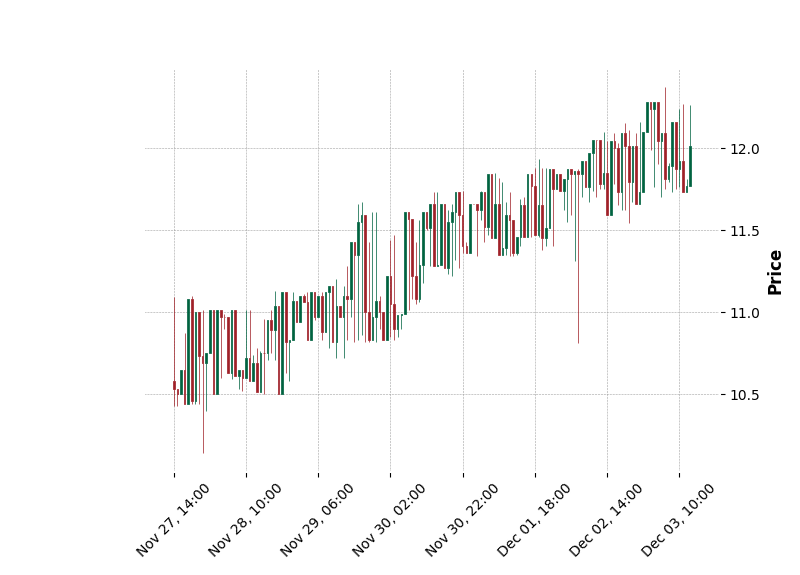 12.0
11.5
11.0
10.5
Price
Nov 27, 14:00
Nov 28, 10:00
Nov 29, 06:00
Nov 30, 02:00
Nov 30, 22:00
Dec 01, 18:00
Dec 02, 14:00
Dec 03, 10:00